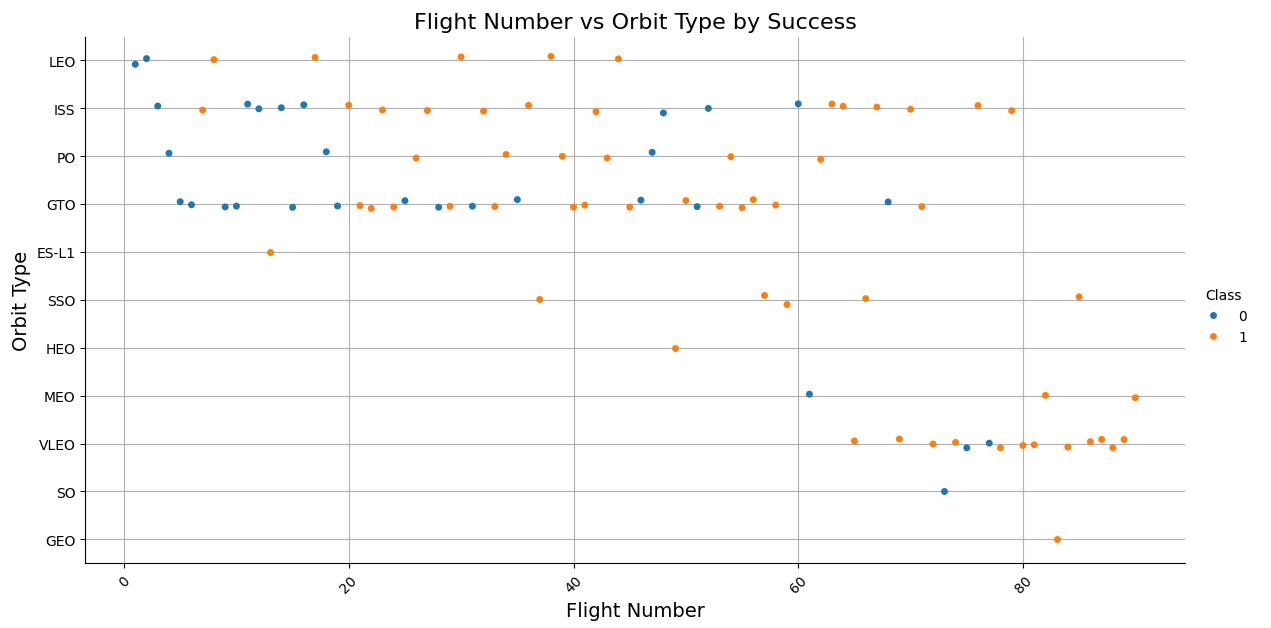 Flight Number vs Orbit Type by Success
Orbit Type
LEO
ISS
PO
GTO
ES-L1
SSO
HEO
MEO
VLEO
SO
GEO
0
20
40
60
80
Flight Number
Class
0
1